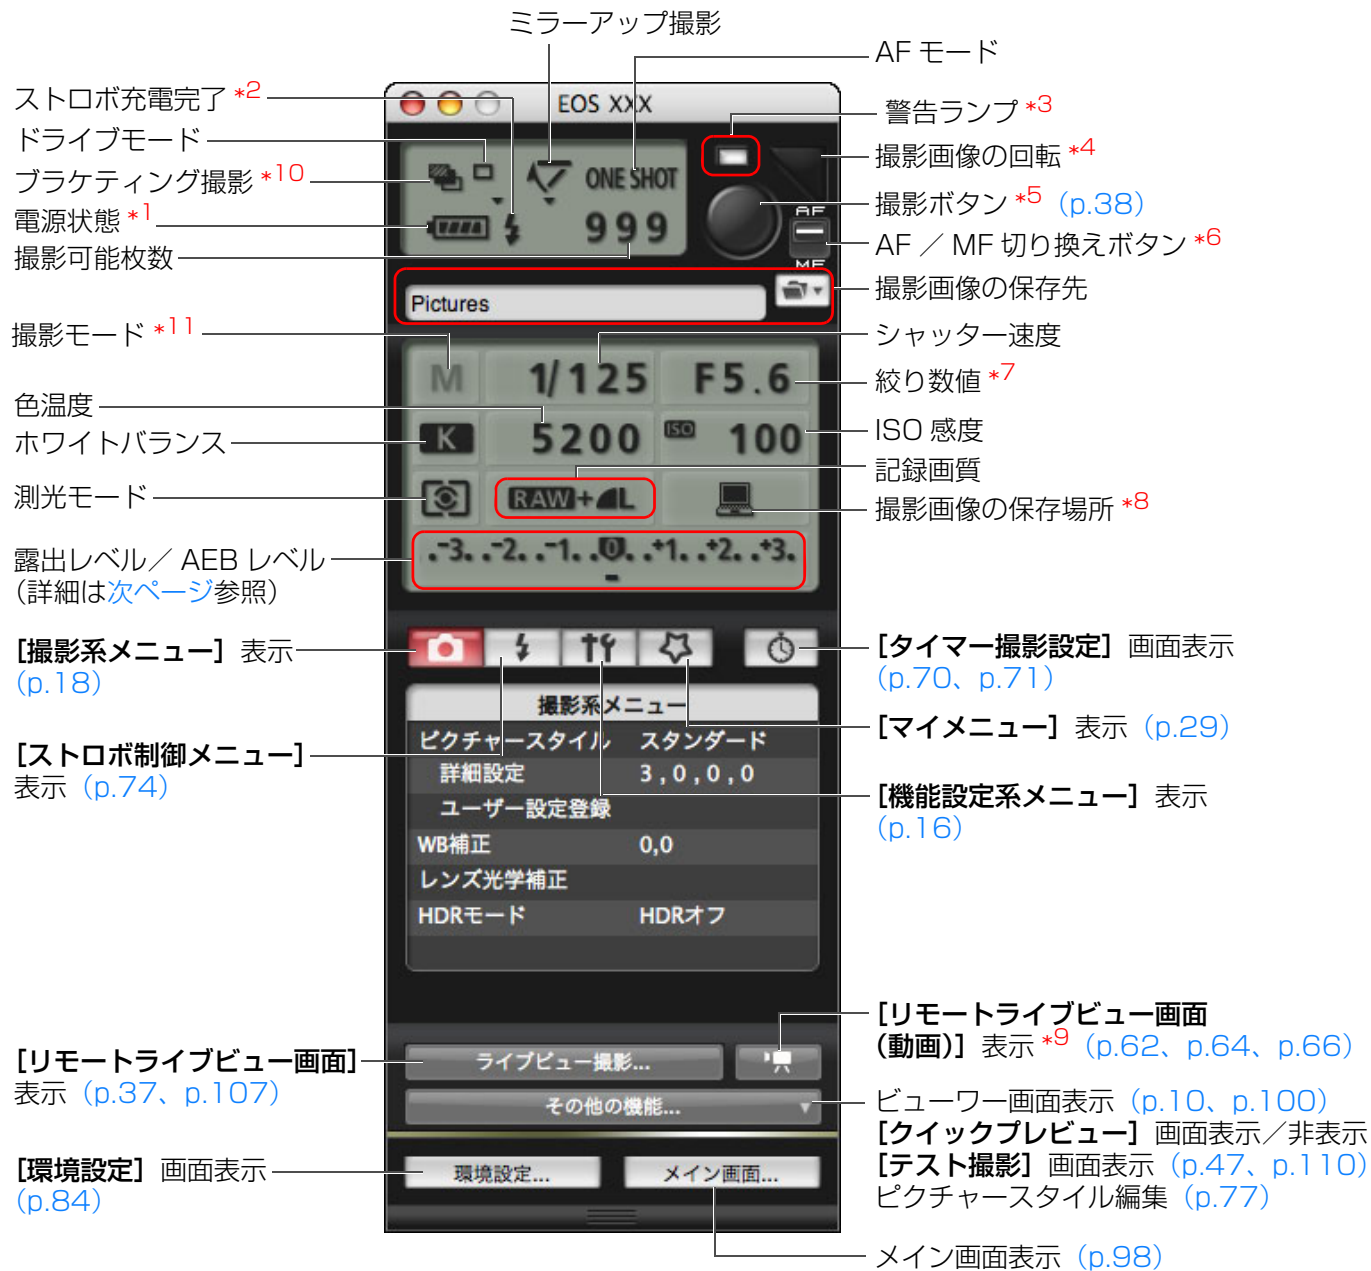 ミラーアップ撮影
AF モード
ストロボ充電完了 *2
ドライブモード
ブラケティング撮影 *10
電源状態 *1
撮影可能枚数
警告ランプ *3
撮影画像の回転 *4
撮影ボタン *5 (p.38)
AF ／ MF 切り換えボタン *6
撮影画像の保存先
EOS XXX
ONE SHOT
999
AF
MF
Pictures
撮影モード *11
色温度
ホワイトバランス
測光モード
露出レベル／ AEB レベル
(詳細は次ページ参照)
シャッター速度
絞り数値 *7
ISO 感度
記録画質
撮影画像の保存場所 *8
M 1/125 F5.6
K 5200 ISO 100
RAW+L
.-3. .-2. .-1. .0. .+1. .+2. .+3.
[撮影系メニュー] 表示
(p.18)
[ストロボ制御メニュー]
表示 (p.74)
[タイマー撮影設定] 画面表示
(p.70、p.71)
[マイメニュー] 表示 (p.29)
[機能設定系メニュー] 表示
(p.16)
撮影系メニュー
ピクチャースタイル スタンダード
詳細設定 3,0,0,0
ユーザー設定登録
WB補正 0,0
レンズ光学補正
HDRモード HDRオフ
[リモートライブビュー画面]
表示 (p.37、p.107)
[環境設定] 画面表示
(p.84)
ライブビュー撮影...
その他の機能...
環境設定...
メイン画面...
[リモートライブビュー画面
(動画)] 表示 *9 (p.62、p.64、p.66)
ビューワー画面表示 (p.10、p.100)
[クイックプレビュー] 画面表示／非表示
[テスト撮影] 画面表示 (p.47、p.110)
ピクチャースタイル編集 (p.77)
メイン画面表示 (p.98)